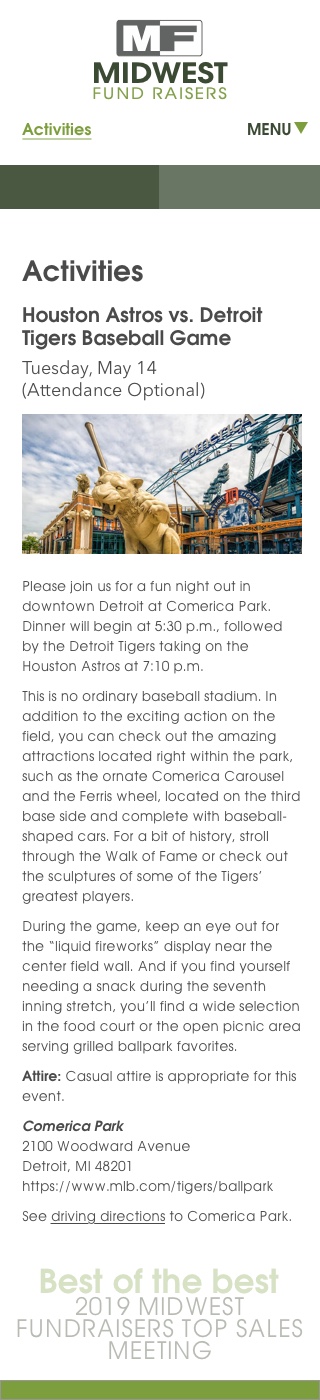 MF
MIDWEST
FUND RAISERS
Activities
MENU
Activities
Houston Astros vs. Detroit
Tigers Baseball Game
Tuesday, May 14
(Attendance Optional)
Comerica
TIGERS
Please join us for a fun night out in
downtown Detroit at Comerica Park.
Dinner will begin at 5:30 p.m., followed
by the Detroit Tigers taking on the
Houston Astros at 7:10 p.m.
This is no ordinary baseball stadium. In
addition to the exciting action on the
field, you can check out the amazing
attractions located right within the park,
such as the ornate Comerica Carousel
and the Ferris wheel, located on the third
base side and complete with baseball-
shaped cars. For a bit of history, stroll
through the Walk of Fame or check out
the sculptures of some of the Tigers’
greatest players.
During the game, keep an eye out for
the “liquid fireworks” display near the
center field wall. And if you find yourself
needing a snack during the seventh
inning stretch, you’ll find a wide selection
in the food court or the open picnic area
serving grilled ballpark favorites.
Attire: Casual attire is appropriate for this
event.
Comerica Park
2100 Woodward Avenue
Detroit, MI 48201
https://www.mlb.com/tigers/ballpark
See driving directions to Comerica Park.
Best of the best
2019 MIDWEST
FUNDRAISERS TOP SALES
MEETING